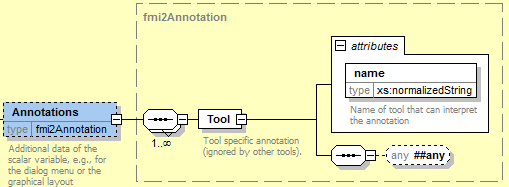 fmi2Annotation
attributes
name
type xs:normalizedString
Name of tool that can interpret
the annotation
Annotations
type fmi2Annotation
Additional data of the
scalar variable, e.g., for
the dialog menu or the
graphical layout
1..∞
Tool
Tool specific annotation
(ignored by other tools).
any ##any